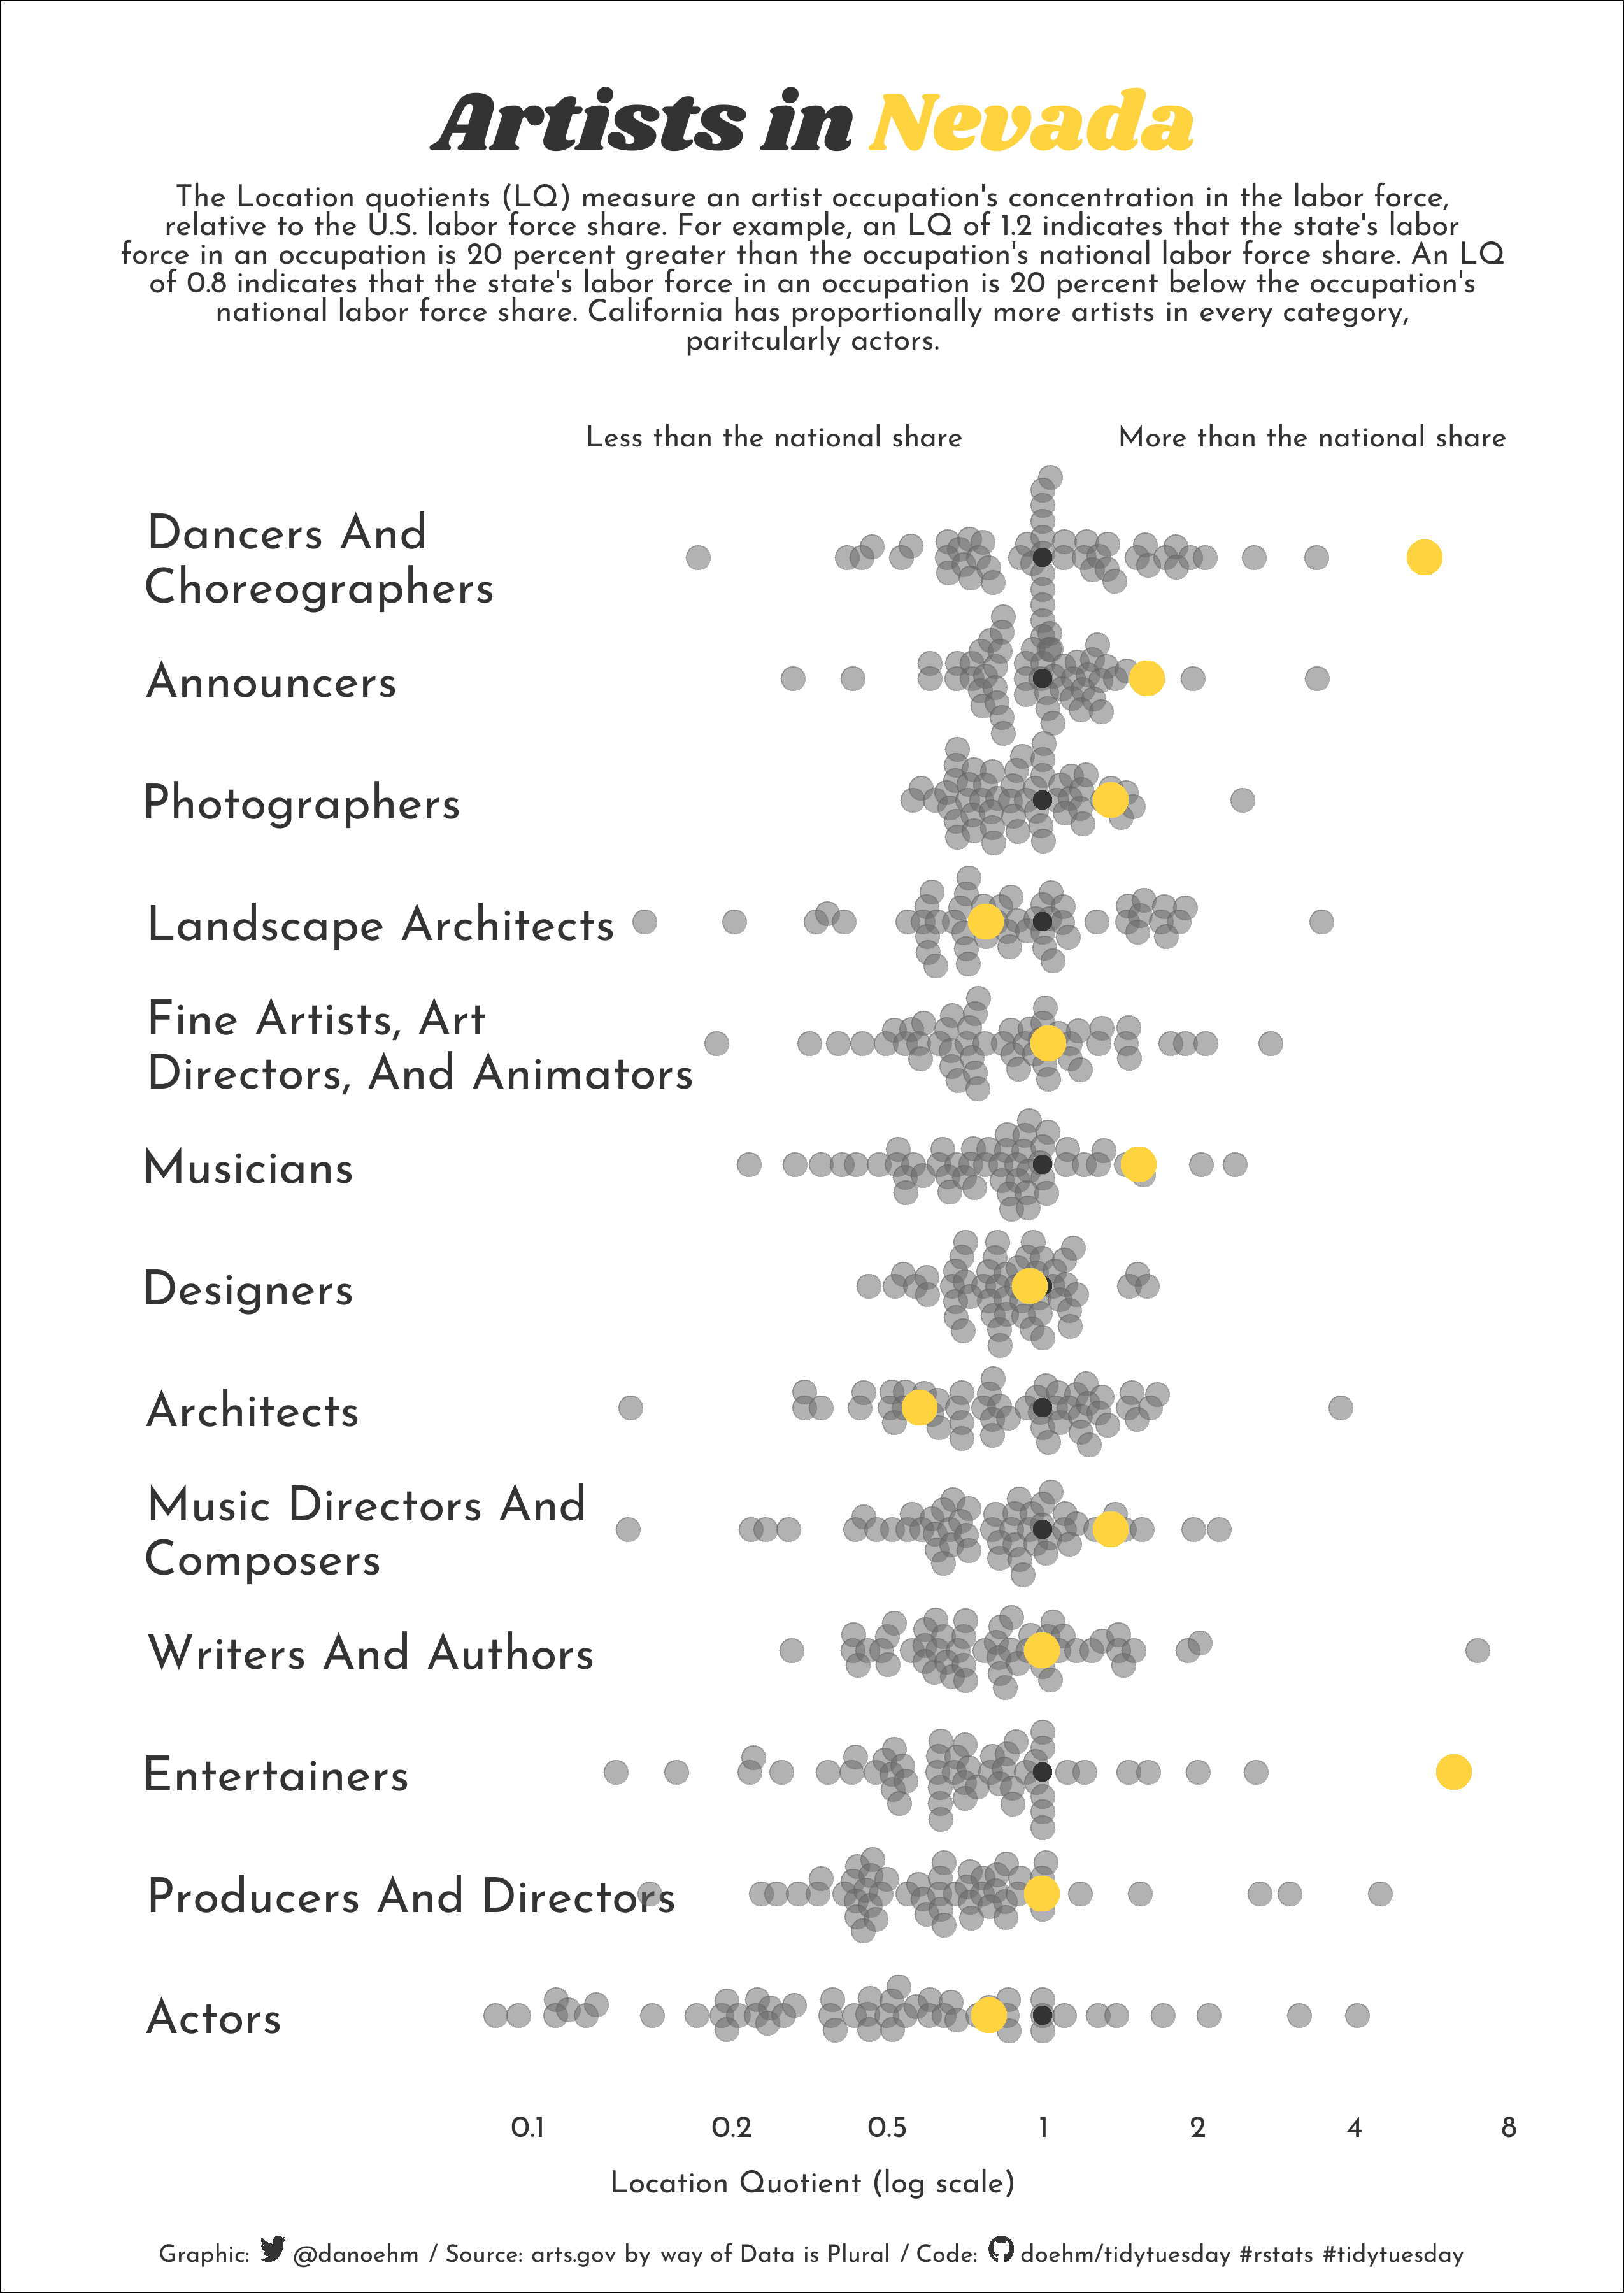 Artists in Nevada
The Location quotients (LQ) measure an artist occupation's concentration in the labor force,
relative to the U.S. labor force share. For example, an LQ of 1.2 indicates that the state's labor
force in an occupation is 20 percent greater than the occupation's national labor force share. An LQ
of 0.8 indicates that the state's labor force in an occupation is 20 percent below the occupation's
national labor force share. California has proportionally more artists in every category,
paritcularly actors.
Less than the national share
More than the national share
Dancers And
Choreographers
Announcers
Photographers
Landscape Architects
Fine Artists, Art
Directors, And Animators
Musicians
Designers
Architects
Music Directors And
Composers
Writers And Authors
Entertainers
Producers And Directors
Actors
0.1 0.2 0.5 1 2 4 8
Location Quotient (log scale)
Graphic: @danoehm / Source: arts.gov by way of Data is Plural / Code: doehm/tidytuesday #rstats #tidytuesday